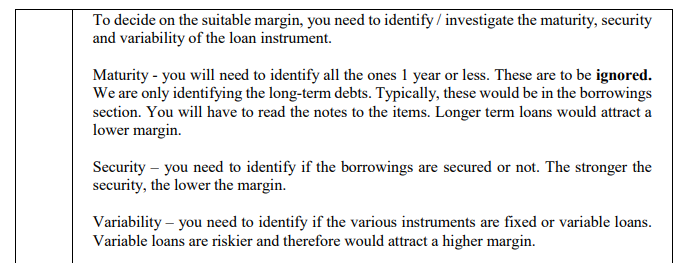 To decide on the suitable margin, you need to identify / investigate the maturity, security
and variability of the loan instrument.
Maturity - you will need to identify all the ones 1 year or less. These are to be ignored.
We are only identifying the long-term debts. Typically, these would be in the borrowings
section. You will have to read the notes to the items. Longer term loans would attract a
lower margin.
Security – you need to identify if the borrowings are secured or not. The stronger the
security, the lower the margin.
Variability – you need to identify if the various instruments are fixed or variable loans.
Variable loans are riskier and therefore would attract a higher margin.